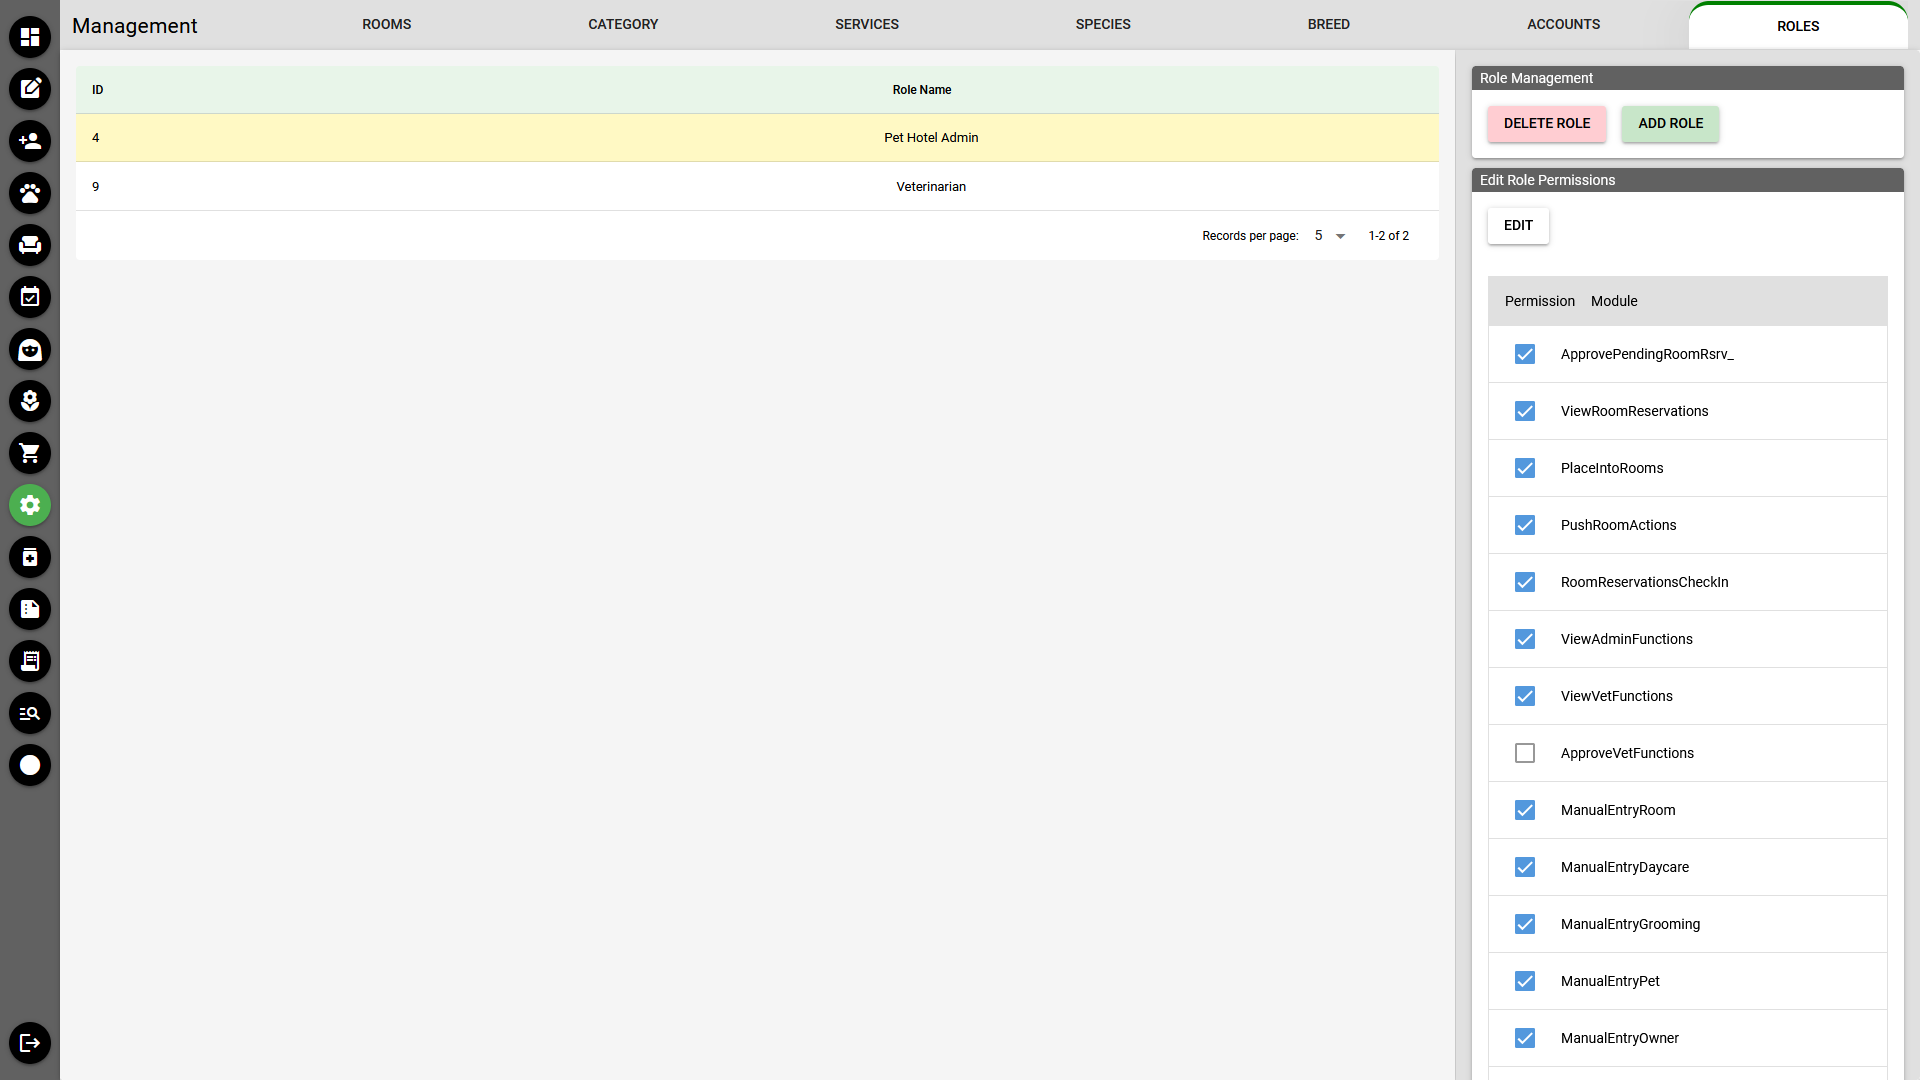 Management
ROOMS
CATEGORY
SERVICES
SPECIES
BREED
ACCOUNTS
ROLES
ID
Role Name
4
Pet Hotel Admin
9
Veterinarian
Records per page: 5 1-2 of 2
Role Management
DELETE ROLE
ADD ROLE
Edit Role Permissions
EDIT
Permission Module
ApprovePendingRoomRsrv_
ViewRoomReservations
PlaceIntoRooms
PushRoomActions
RoomReservationsCheckIn
ViewAdminFunctions
ViewVetFunctions
ApproveVetFunctions
ManualEntryRoom
ManualEntryDaycare
ManualEntryGrooming
ManualEntryPet
ManualEntryOwner